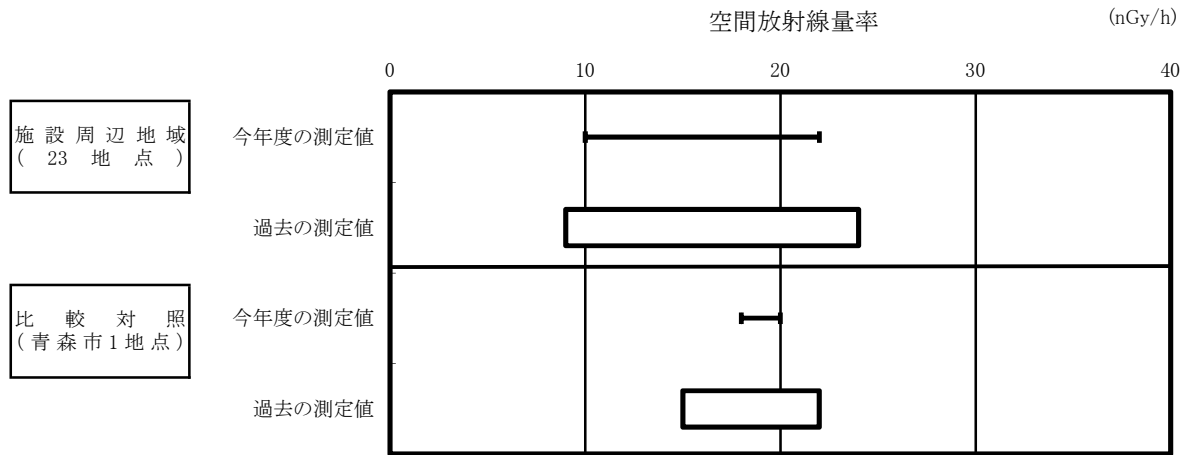 空間放射線量率
(nGy/h)
0 10 20 30 40
施設周辺地域
(23地点)
今年度の測定値
過去の測定値
比較対照
(青森市1地点)
今年度の測定値
過去の測定値